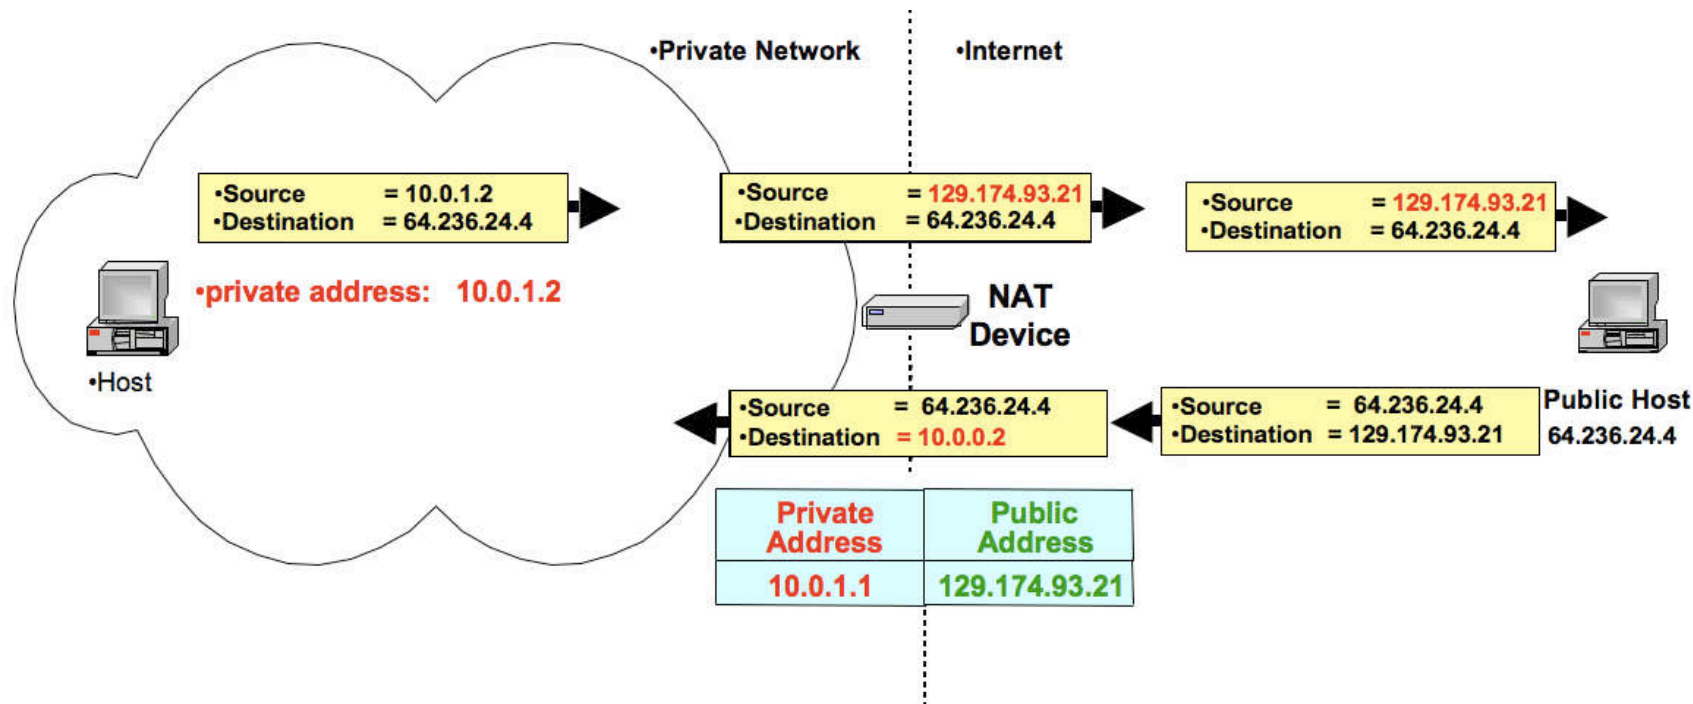 •Private Network
•Internet
•Source = 10.0.1.2
•Destination = 64.236.24.4
•Source = 129.174.93.21
•Destination = 64.236.24.4
•Source = 129.174.93.21
•Destination = 64.236.24.4
•private address: 10.0.1.2
•Host
NAT
Device
•Source = 64.236.24.4
•Destination = 10.0.0.2
•Source = 64.236.24.4
•Destination = 129.174.93.21
Public Host
64.236.24.4
Private
Address
Public
Address
10.0.1.1
129.174.93.21